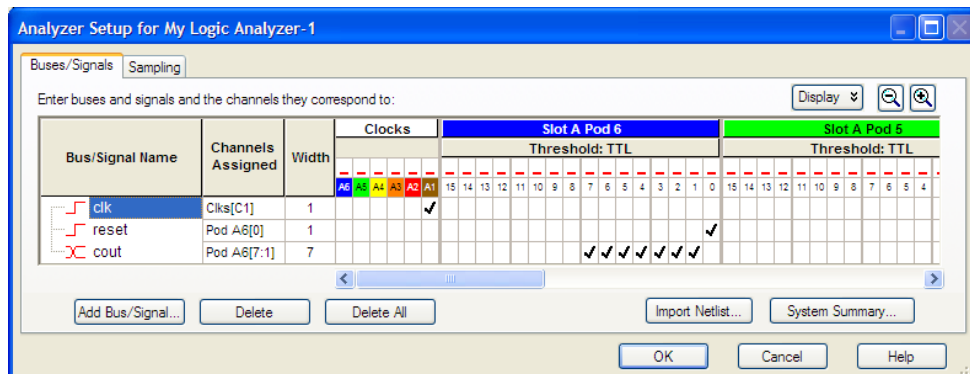 Analyzer Setup for My Logic Analyzer-1
Buses/Signals Sampling
Enter buses and signals and the channels they correspond to:
Display
Clocks Slot A Pod 6 Slot A Pod 5
Bus/Signal Name Channels Assigned Width Threshold: TTL Threshold: TTL
A6 A5 A4 A3 A2 A1 15 14 13 12 11 10 9 8 7 6 5 4 3 2 1 0 15 14 13 12 11 10 9 8 7 6 5 4
clk Clks[C1] 1
reset Pod A6[0] 1
cout Pod A6[7:1] 7
Add Bus/Signal... Delete Delete All Import Netlist... System Summary...
OK Cancel Help